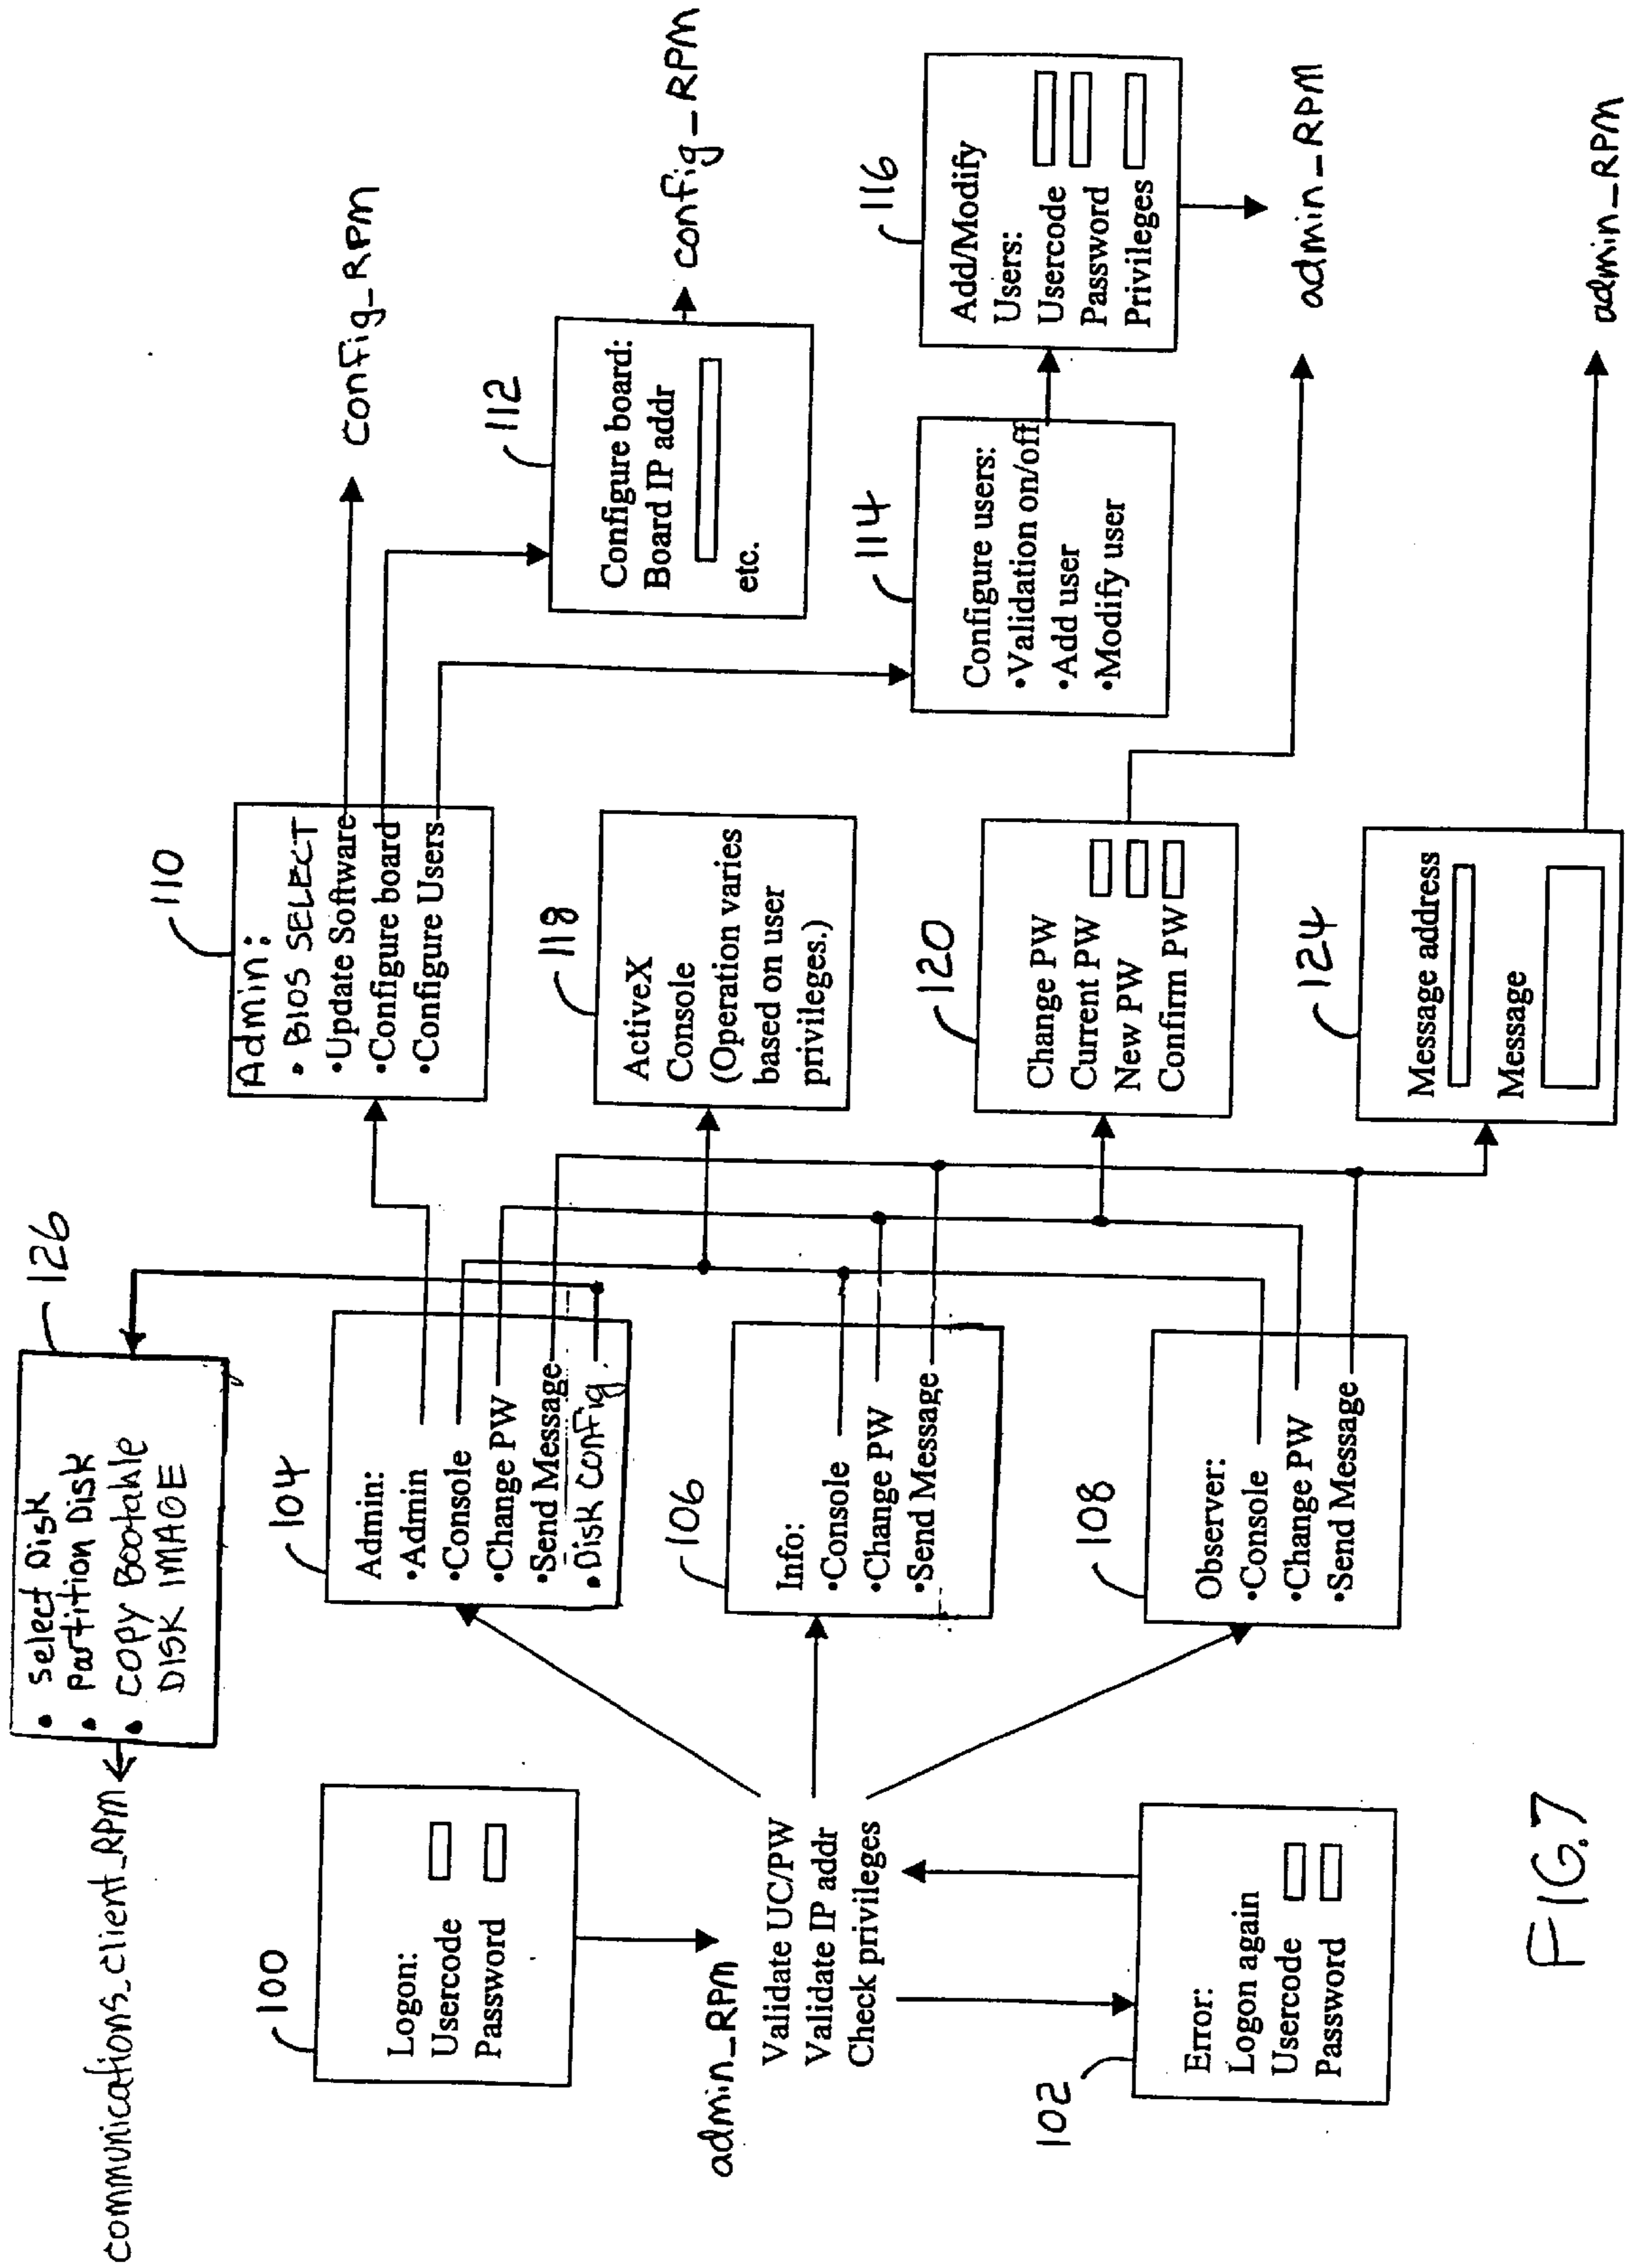 communications_client_RPM
• select Disk
• Partition Disk
• COPY Bootable
DISK IMAGE
126
100
Logon:
Usercode
Password
admin_RPM
Validate UC/PW
Validate IP addr
Check privileges
102
Error:
Logon again
Usercode
Password
104
Admin:
•Admin
•Console
•Change PW
•Send Message
•Disk Config
106
Info:
•Console
•Change PW
•Send Message
108
Observer:
•Console
•Change PW
•Send Message
110
Admin:
• BIOS SELECT
•Update Software
•Configure board
•Configure Users
config_RPM
112
Configure board:
Board IP addr
etc.
config_RPM
114
Configure users:
•Validation on/off
•Add user
•Modify user
116
Add/Modify
Users:
Usercode
Password
Privileges
admin_RPM
118
ActiveX
Console
(Operation varies
based on user
privileges.)
120
Change PW
Current PW
New PW
Confirm PW
124
Message address
Message
admin_RPM
FIG.7